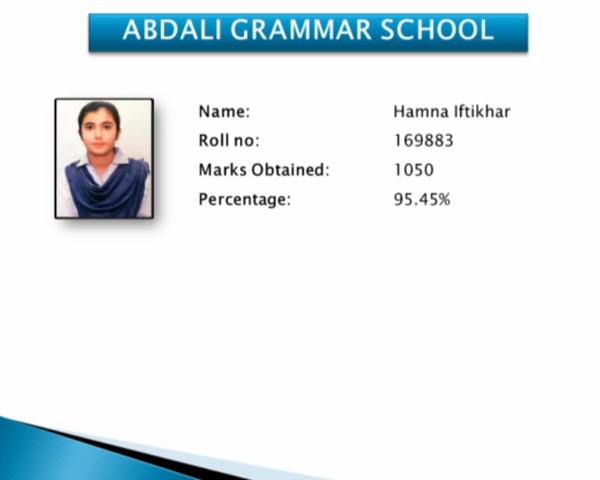 ABDALI GRAMMAR SCHOOL
Name: Hamna Iftikhar
Roll no: 169883
Marks Obtained: 1050
Percentage: 95.45%